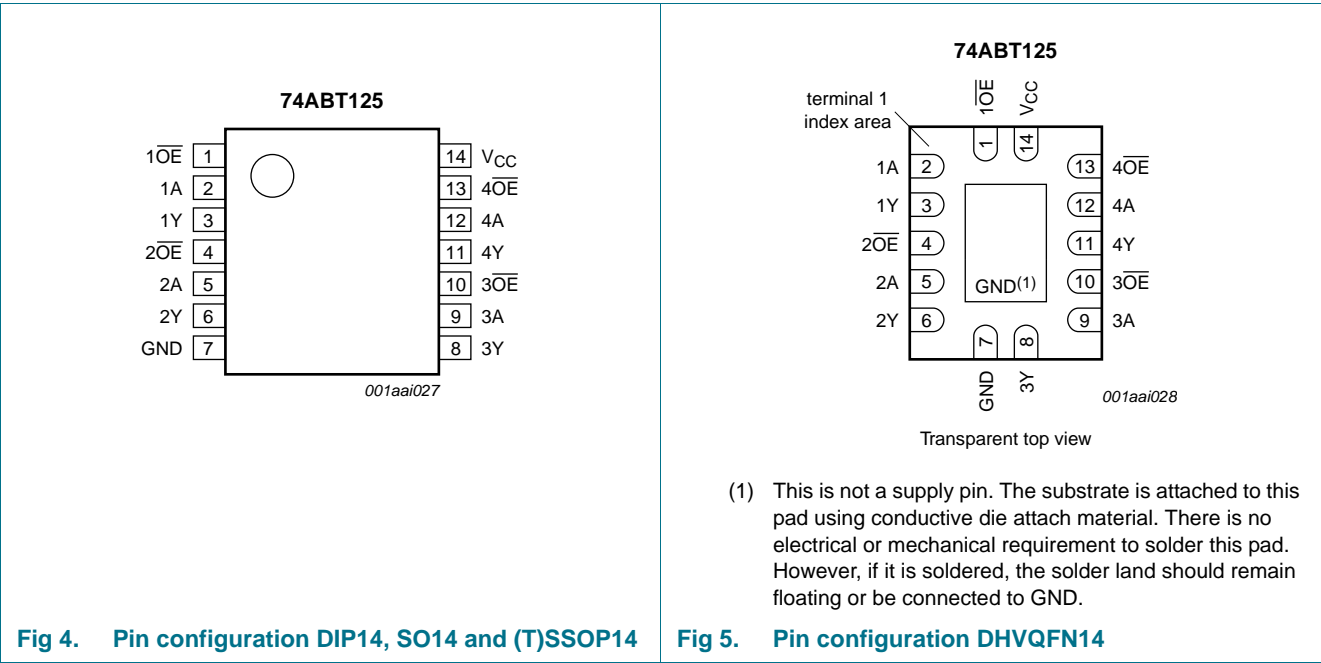 74ABT125
1OE 1
1A 2
1Y 3
2OE 4
2A 5
2Y 6
GND 7
14 VCC
13 4OE
12 4A
11 4Y
10 3OE
9 3A
8 3Y
001aai027
Fig 4. Pin configuration DIP14, SO14 and (T)SSOP14
74ABT125
terminal 1
index area
1OE
VCC
1
14
1A 2
1Y 3
2OE 4
2A 5
2Y 6
13 4OE
12 4A
11 4Y
10 3OE
9 3A
GND(1)
7
8
GND
3Y
001aai028
Transparent top view
(1) This is not a supply pin. The substrate is attached to this
pad using conductive die attach material. There is no
electrical or mechanical requirement to solder this pad.
However, if it is soldered, the solder land should remain
floating or be connected to GND.
Fig 5. Pin configuration DHVQFN14